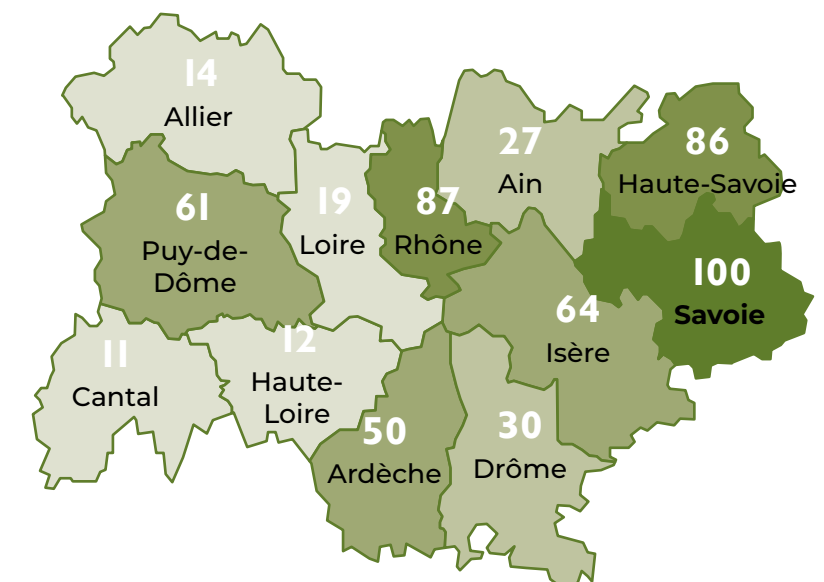 14
Allier
27
Ain
86
Haute-Savoie
61
Puy-de-
Dôme
19
Loire
87
Rhône
100
Savoie
64
Isère
11
Cantal
12
Haute-
Loire
50
Ardèche
30
Drôme